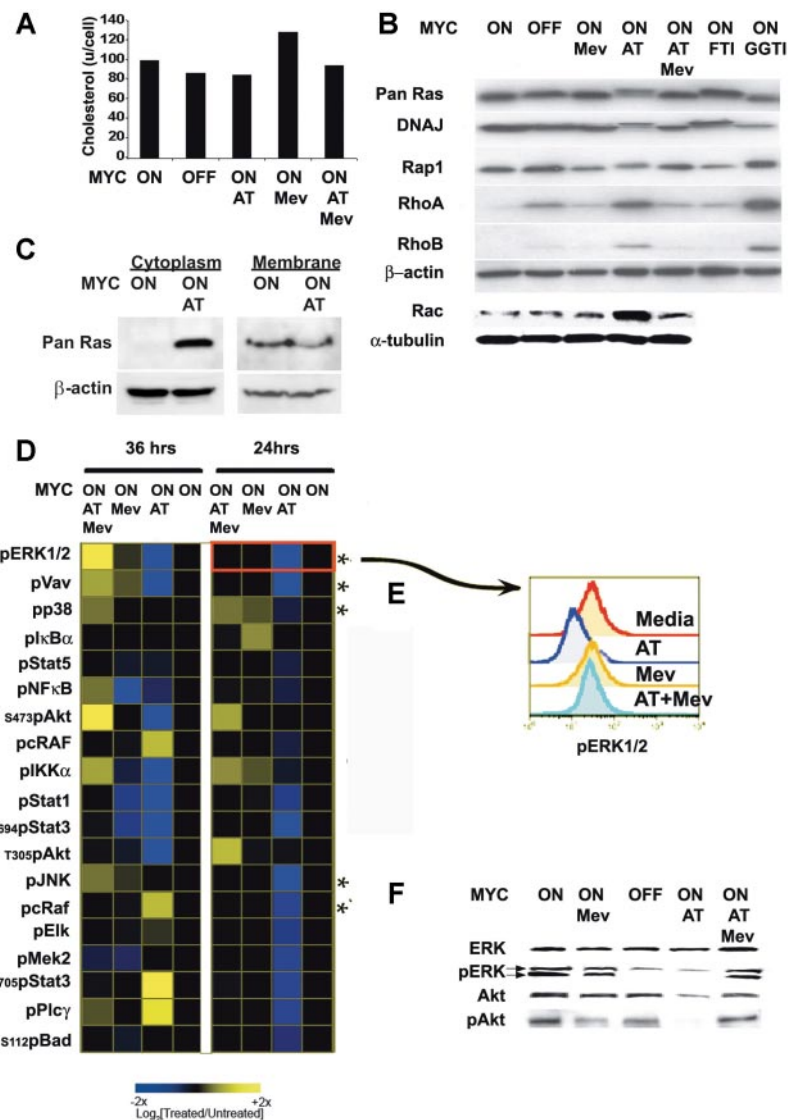 A
Cholesterol (u/cell)
140
120
100
80
60
40
20
0
MYC ON OFF ON ON ON
AT Mev AT
Mev
B
MYC ON OFF ON ON ON ON ON
Mev AT AT FTI GGTI
Mev
Pan Ras
DNAJ
Rap1
RhoA
RhoB
β–actin
Rac
α-tubulin
C
Cytoplasm Membrane
MYC ON ON ON ON
AT AT
Pan Ras
β-actin
D
36 hrs 24hrs
MYC ON ON ON ON ON ON ON ON
AT Mev AT AT Mev AT
Mev Mev
pERK1/2 *
pVav *
pp38 *
pIκBα
pStat5
pNFκB
S473pAkt
pcRAF
pIKKα
pStat1
694pStat3
T305pAkt
pJNK *
pcRaf *
pElk
pMek2
705pStat3
pPlcγ
S112pBad
-2x +2x
Log2[Treated/Untreated]
E
Media
AT
Mev
AT+Mev
pERK1/2
F
MYC ON ON OFF ON ON
Mev AT AT
Mev
ERK
pERK
Akt
pAkt